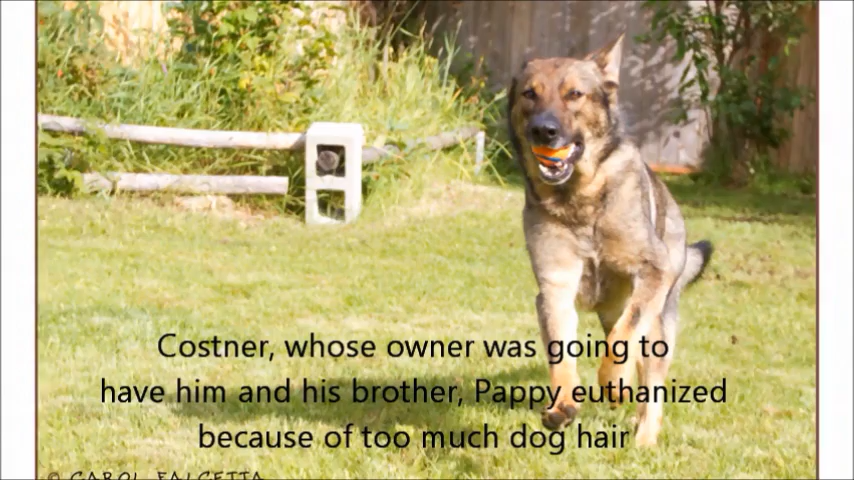 Costner, whose owner was going to
have him and his brother, Pappy euthanized
because of too much dog hair
© CAROL FALCETTA